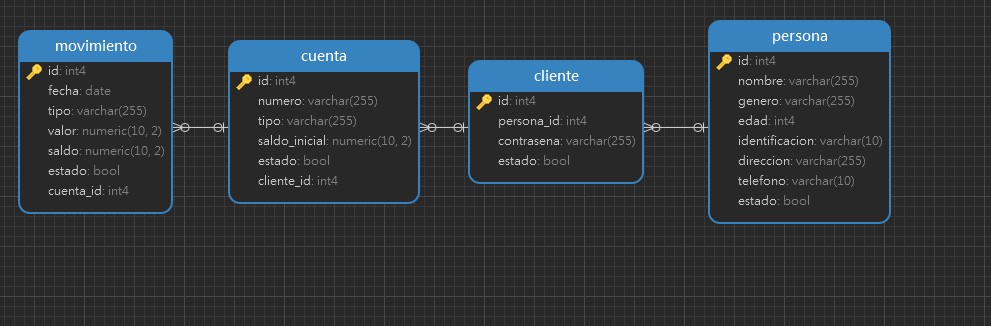 movimiento
id: int4
fecha: date
tipo: varchar(255)
valor: numeric(10, 2)
saldo: numeric(10, 2)
estado: bool
cuenta_id: int4
cuenta
id: int4
numero: varchar(255)
tipo: varchar(255)
saldo_inicial: numeric(10, 2)
estado: bool
cliente_id: int4
cliente
id: int4
persona_id: int4
contrasena: varchar(255)
estado: bool
persona
id: int4
nombre: varchar(255)
genero: varchar(255)
edad: int4
identificacion: varchar(10)
direccion: varchar(255)
telefono: varchar(10)
estado: bool